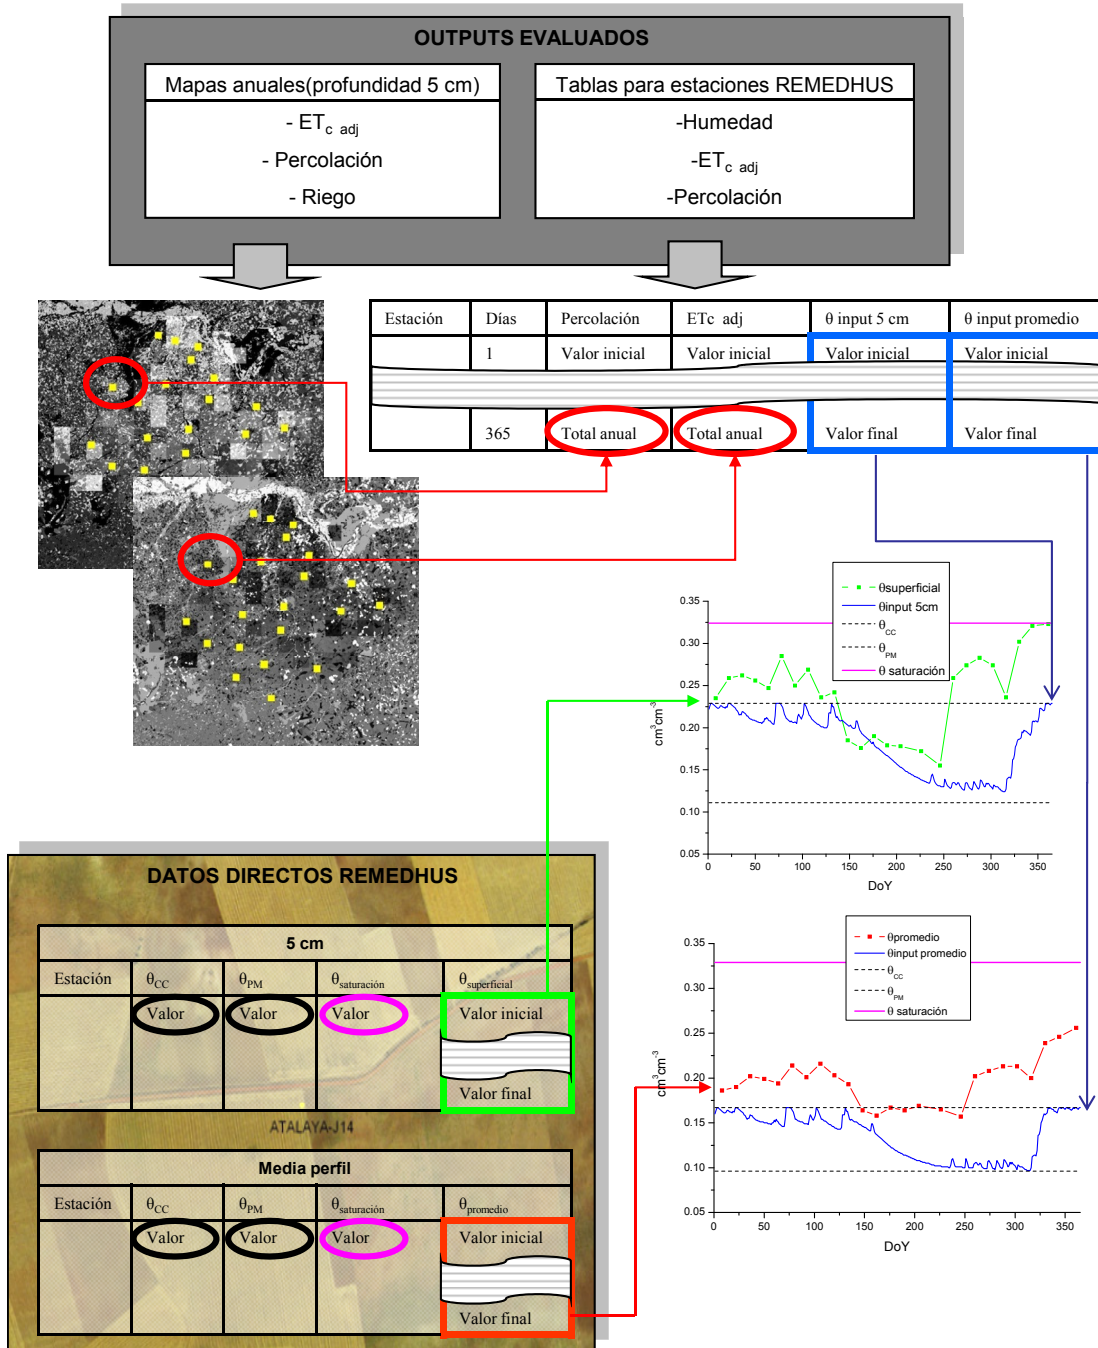 OUTPUTS EVALUADOS
Mapas anuales(profundidad 5 cm)
- ETc adj
- Percolación
- Riego
Tablas para estaciones REMEDHUS
-Humedad
-ETc adj
-Percolación
Estación Días Percolación ETc adj θ input 5 cm θ input promedio
1 Valor inicial Valor inicial Valor inicial Valor inicial
365 Total anual Total anual Valor final Valor final
θsuperficial
θinput 5cm
θCC
θPM
θ saturación
0.35
0.30
0.25
0.20
0.15
0.10
0.05
cm3cm-3
0 50 100 150 200 250 300 350
DoY
DATOS DIRECTOS REMEDHUS
5 cm
Estación θCC θPM θsaturación θsuperficial
Valor Valor Valor Valor inicial
Valor final
ATALAYA-J14
Media perfil
Estación θCC θPM θsaturación θpromedio
Valor Valor Valor Valor inicial
Valor final
θpromedio
θinput promedio
θCC
θPM
θ saturación
0.35
0.30
0.25
0.20
0.15
0.10
0.05
cm3cm-3
0 50 100 150 200 250 300 350
DoY